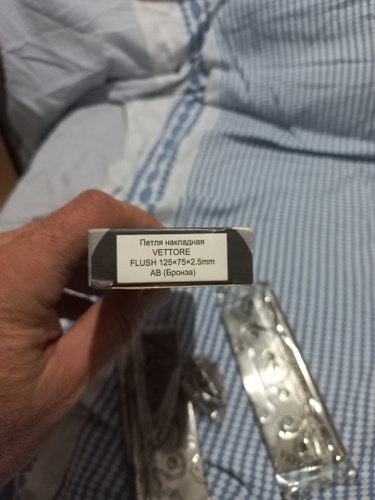 Петля накладная
VETTORE
FLUSH 125×75×2.5mm
AB (Бронза)